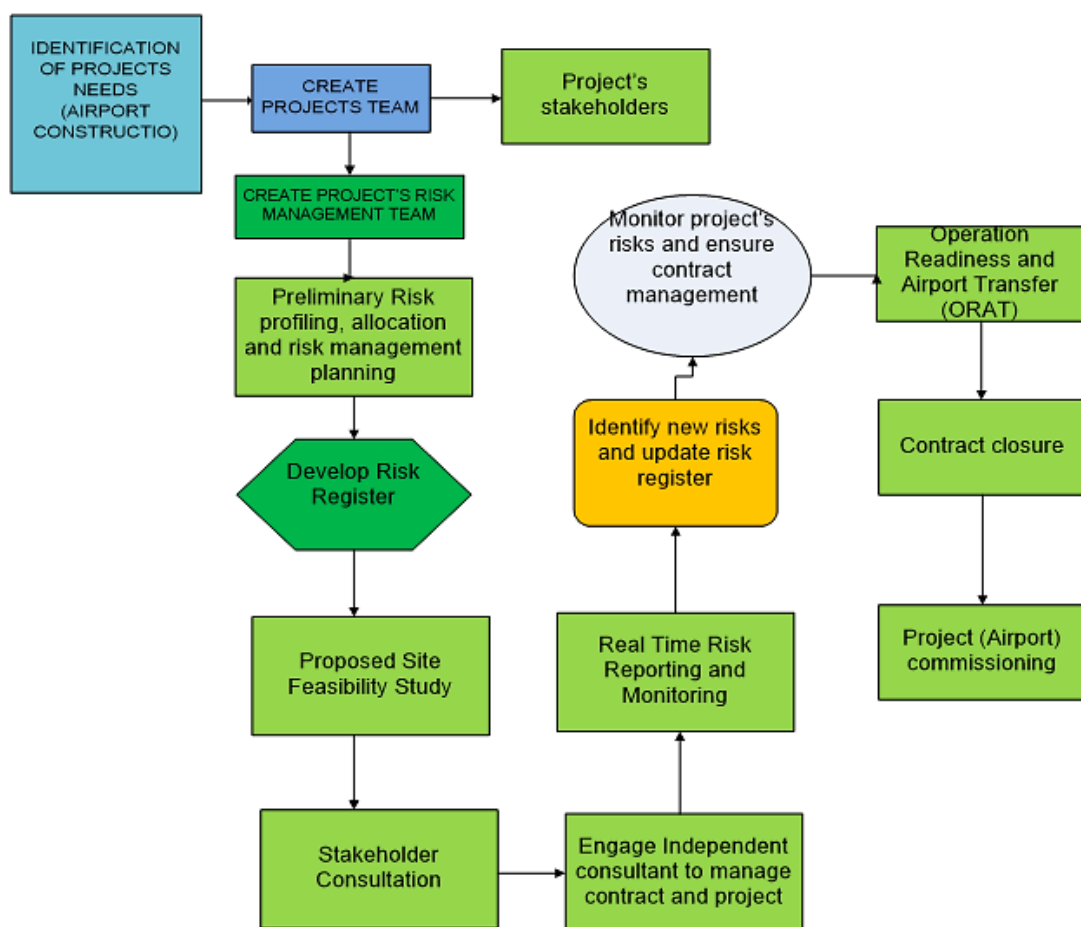 IDENTIFICATION
OF PROJECTS
NEEDS
(AIRPORT
CONSTRUCTIO)
CREATE
PROJECTS TEAM
Project's
stakeholders
CREATE PROJECT'S RISK
MANAGEMENT TEAM
Preliminary Risk
profiling, allocation
and risk management
planning
Develop Risk
Register
Proposed Site
Feasibility Study
Stakeholder
Consultation
Engage Independent
consultant to manage
contract and project
Real Time Risk
Reporting and
Monitoring
Identify new risks
and update risk
register
Monitor project's
risks and ensure
contract
management
Operation
Readiness and
Airport Transfer
(ORAT)
Contract closure
Project (Airport)
commissioning